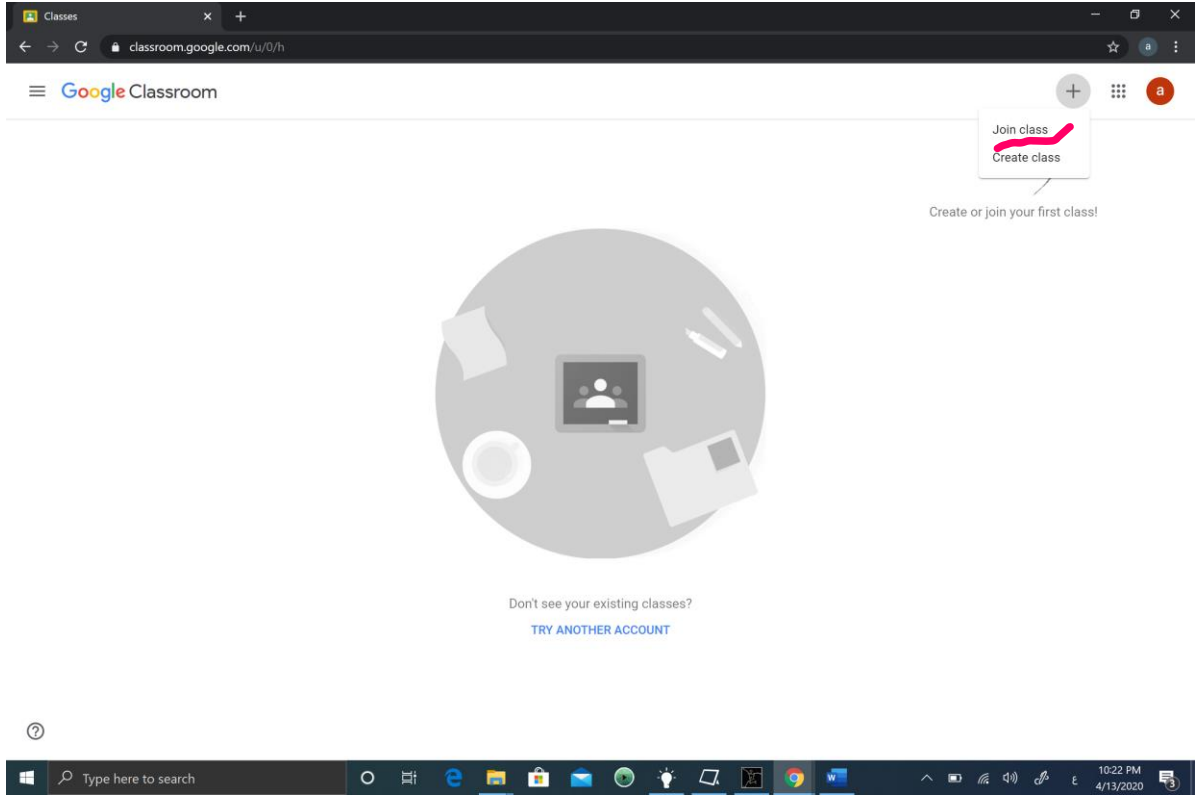 Classes
classroom.google.com/u/0/h
a
Google Classroom
a
Join class
Create class
Create or join your first class!
Don't see your existing classes?
TRY ANOTHER ACCOUNT
Type here to search
ع
10:22 PM
4/13/2020
3